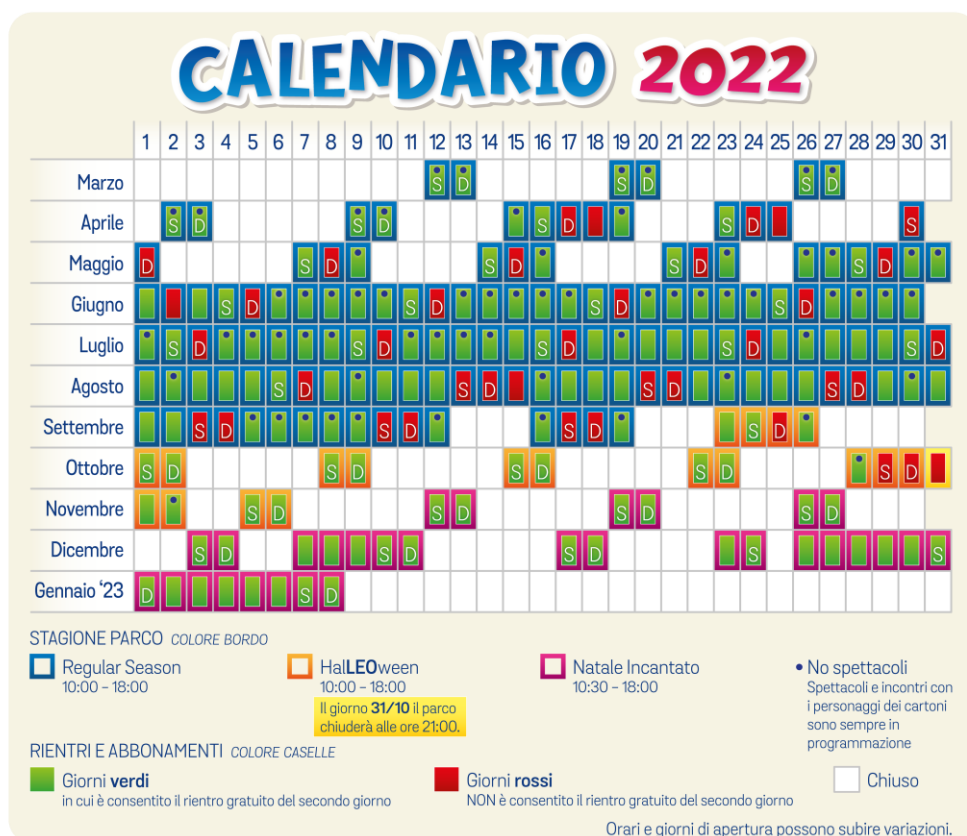 CALENDARIO 2022
1 2 3 4 5 6 7 8 9 10 11 12 13 14 15 16 17 18 19 20 21 22 23 24 25 26 27 28 29 30 31
Marzo S D S D S D
Aprile S D S D S D S D S
Maggio D S D S D S D S D
Giugno S D S D S D S D
Luglio S D S D S D S D S D
Agosto S D S D S D S D
Settembre S D S D S D S D
Ottobre S D S D S D S D S D
Novembre S D S D S D S D
Dicembre S D S D S D S S
Gennaio '23 D S D
STAGIONE PARCO COLORE BORDO
Regular Season
10:00 – 18:00
HalLEOween
10:00 – 18:00
Il giorno 31/10 il parco
chiuderà alle ore 21:00.
Natale Incantato
10:30 – 18:00
• No spettacoli
Spettacoli e incontri con
i personaggi dei cartoni
sono sempre in
programmazione
RIENTRI E ABBONAMENTI COLORE CASELLE
Giorni verdi
in cui è consentito il rientro gratuito del secondo giorno
Giorni rossi
NON è consentito il rientro gratuito del secondo giorno
Chiuso
Orari e giorni di apertura possono subire variazioni.